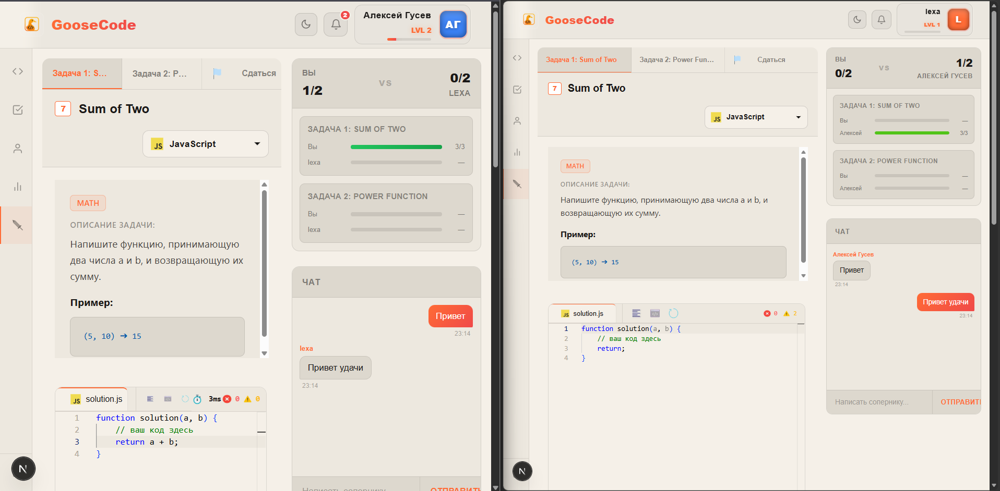 GooseCode
2
Алексей Гусев
LVL 2
АГ
Задача 1: S...
Задача 2: P...
Сдаться
7
Sum of Two
JS
JavaScript
MATH
ОПИСАНИЕ ЗАДАЧИ:
Напишите функцию, принимающую
два числа a и b, и возвращающую их
сумму.
Пример:
(5, 10) ➔ 15
JS
solution.js
3ms
0
0
1 function solution(a, b) {
2 // ваш код здесь
3 return a + b;
4 }
N
ВЫ
1/2
VS
0/2
LEXA
ЗАДАЧА 1: SUM OF TWO
Вы
3/3
lexa
—
ЗАДАЧА 2: POWER FUNCTION
Вы
—
lexa
—
ЧАТ
Привет
23:14
lexa
Привет удачи
23:14
Написать сопернику...
ОТПРАВИТЬ
GooseCode
lexa
LVL 1
L
Задача 1: Sum of Two
Задача 2: Power Fun...
Сдаться
7
Sum of Two
JS
JavaScript
MATH
ОПИСАНИЕ ЗАДАЧИ:
Напишите функцию, принимающую два числа a и b, и
возвращающую их сумму.
Пример:
(5, 10) ➔ 15
JS
solution.js
0
2
1 function solution(a, b) {
2 // ваш код здесь
3 return;
4 }
N
ВЫ
0/2
VS
1/2
АЛЕКСЕЙ ГУСЕВ
ЗАДАЧА 1: SUM OF TWO
Вы
—
Алексей
3/3
ЗАДАЧА 2: POWER FUNCTION
Вы
—
Алексей
—
ЧАТ
Алексей Гусев
Привет
23:14
Привет удачи
23:14
Написать сопернику...
ОТПРАВИТЬ